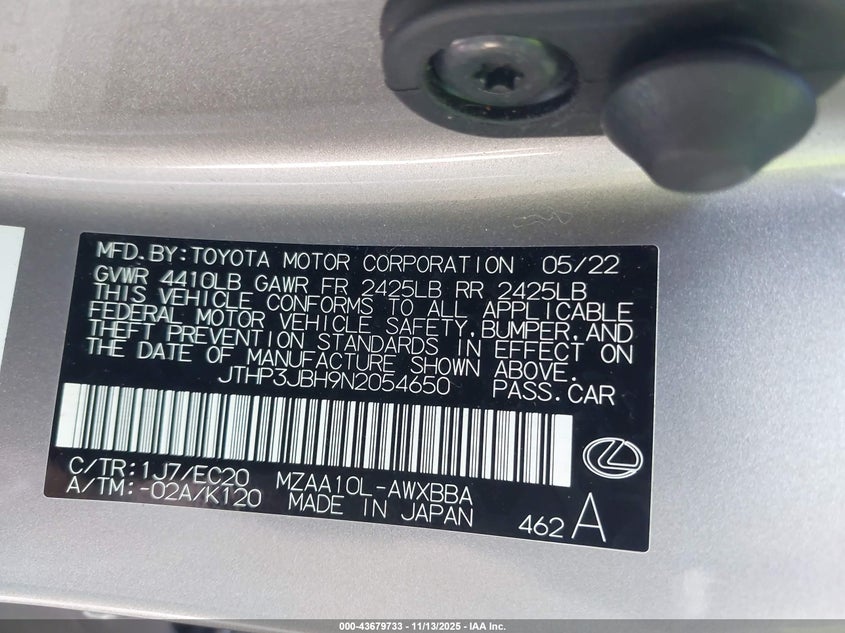 MFD.BY:TOYOTA MOTOR CORPORATION 05/22
GVWR 4410LB GAWR FR 2425LB RR 2425LB
THIS VEHICLE CONFORMS TO ALL APPLICABLE
FEDERAL MOTOR VEHICLE SAFETY,BUMPER,AND
THEFT PREVENTION STANDARDS IN EFFECT ON
THE DATE OF MANUFACTURE SHOWN ABOVE.
JTHP3JBH9N2054650 PASS.CAR
C/TR:1J7/EC20 MZAA10L-AWXBBA
A/TM:-02A/K120 MADE IN JAPAN
462 A
000-43679733 - 11/13/2025 - IAA Inc.